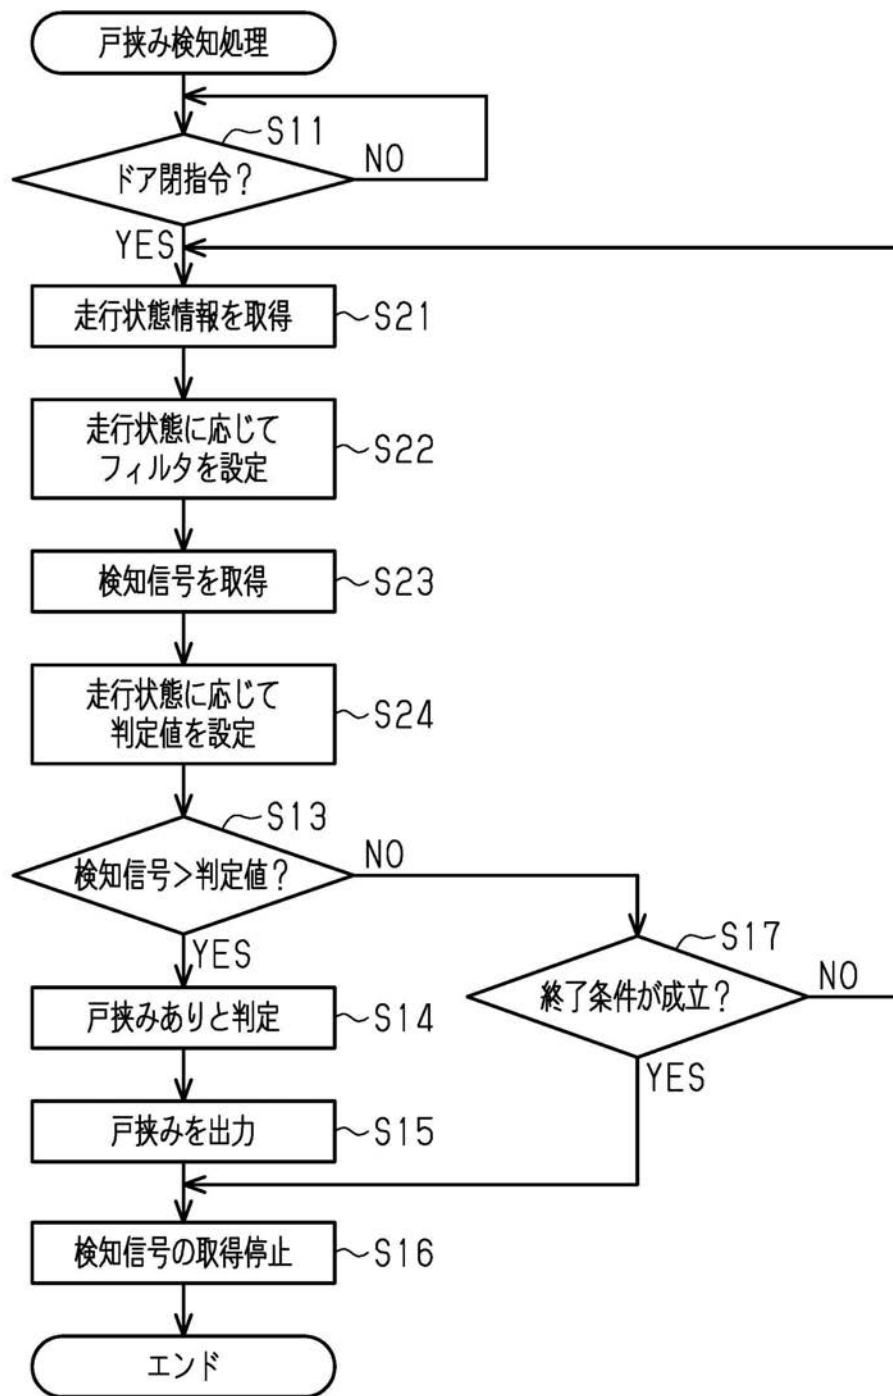 戸挟み検知処理
S11
ドア閉指令?
NO
YES
走行状態情報を取得
S21
走行状態に応じて
フィルタを設定
S22
検知信号を取得
S23
走行状態に応じて
判定値を設定
S24
S13
検知信号>判定値?
NO
YES
S17
終了条件が成立?
NO
YES
戸挟みありと判定
S14
戸挟みを出力
S15
検知信号の取得停止
S16
エンド